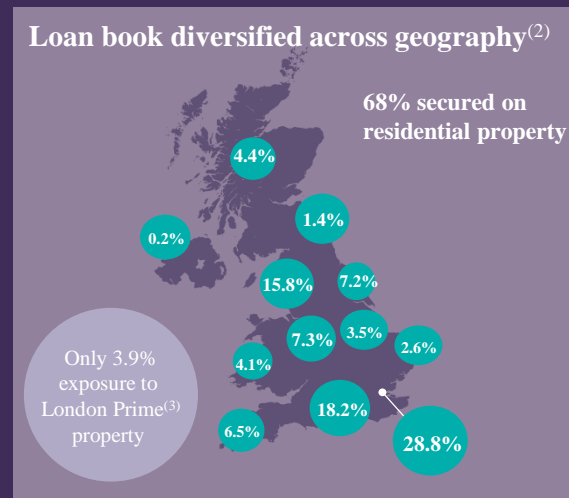 Loan book diversified across geography(2)
68% secured on
residential property
4.4%
1.4%
0.2%
15.8%
7.2%
7.3%
3.5%
2.6%
4.1%
18.2%
6.5%
28.8%
Only 3.9%
exposure to
London Prime(3)
property